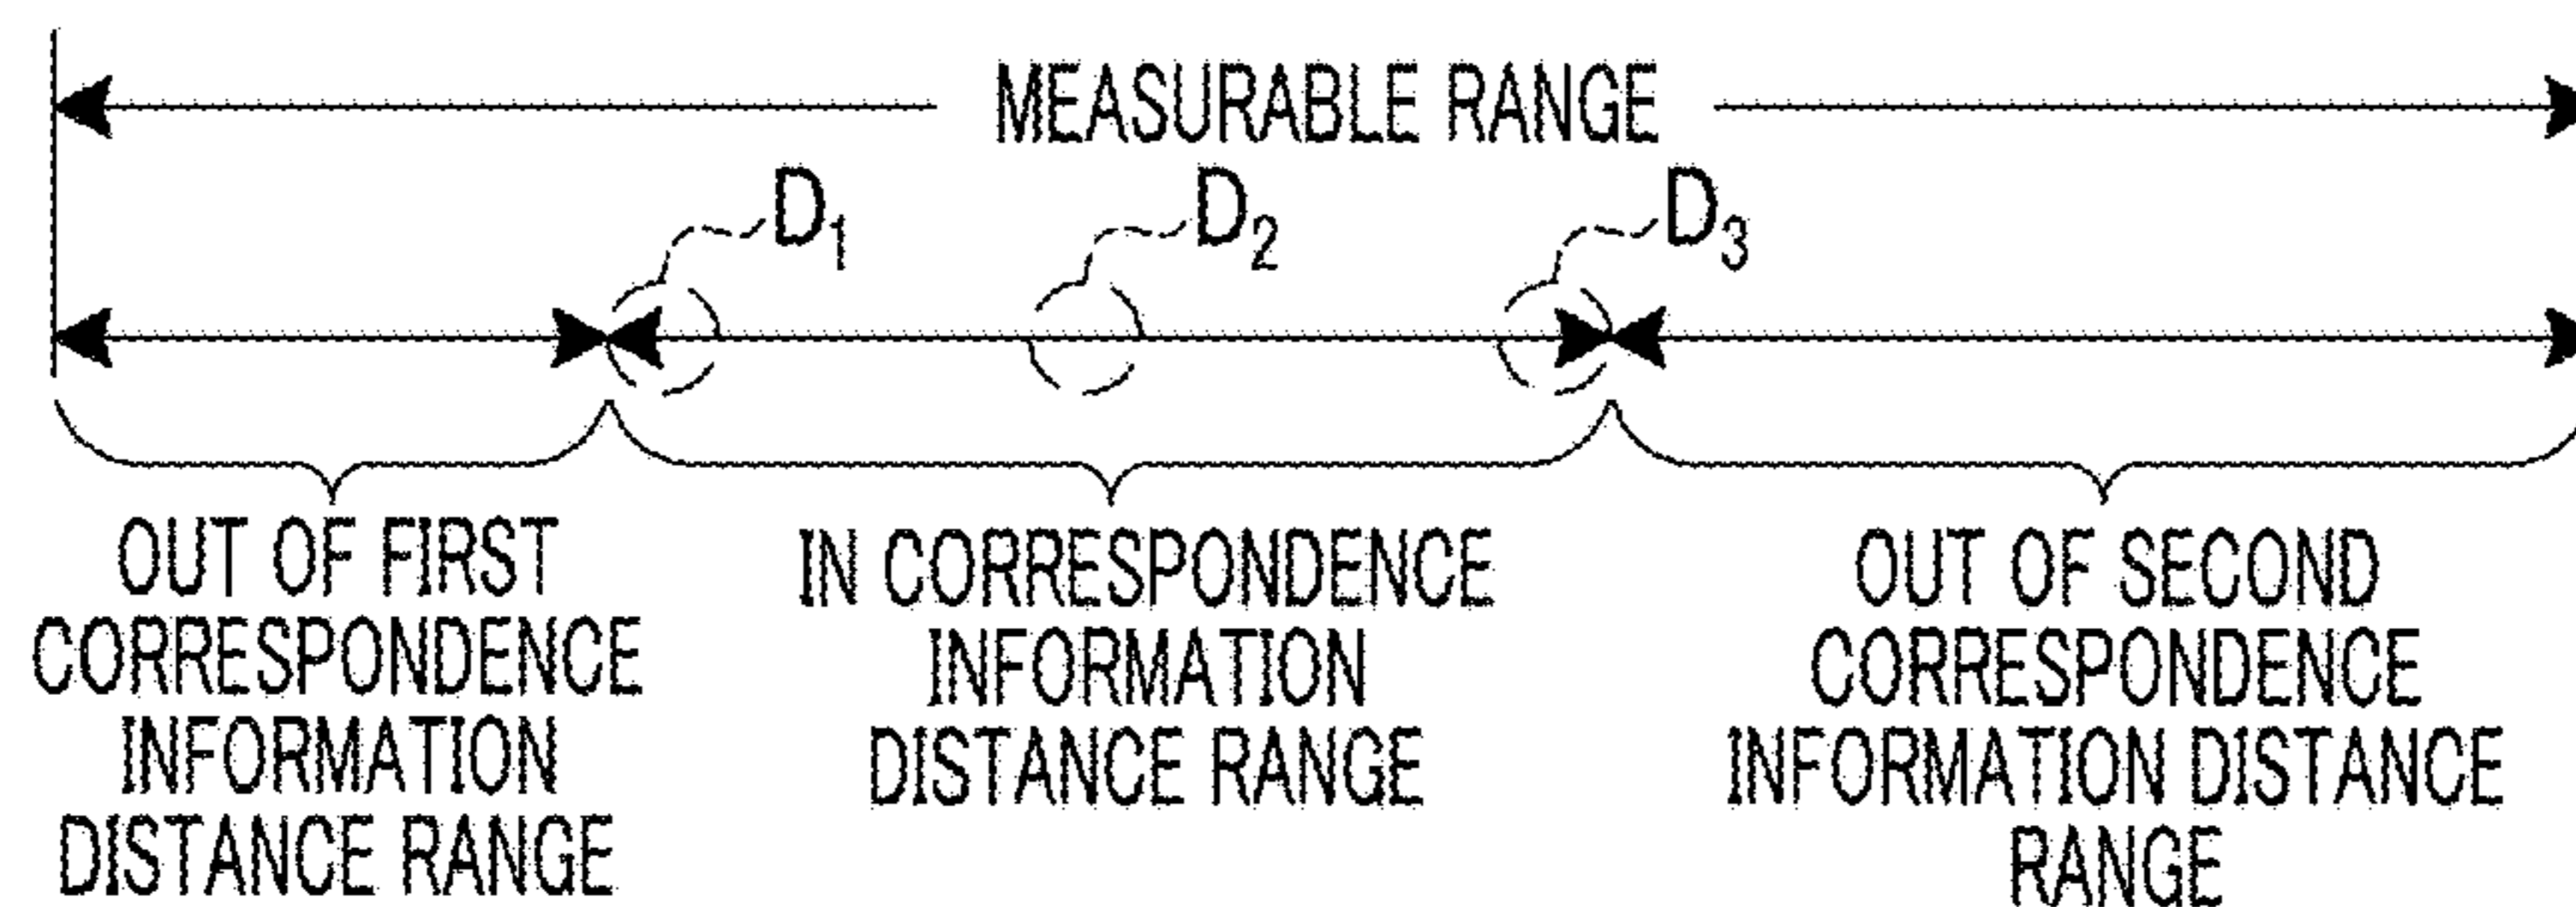 MEASURABLE RANGE
D1 D2 D3
OUT OF FIRST
CORRESPONDENCE
INFORMATION
DISTANCE RANGE
IN CORRESPONDENCE
INFORMATION
DISTANCE RANGE
OUT OF SECOND
CORRESPONDENCE
INFORMATION DISTANCE
RANGE